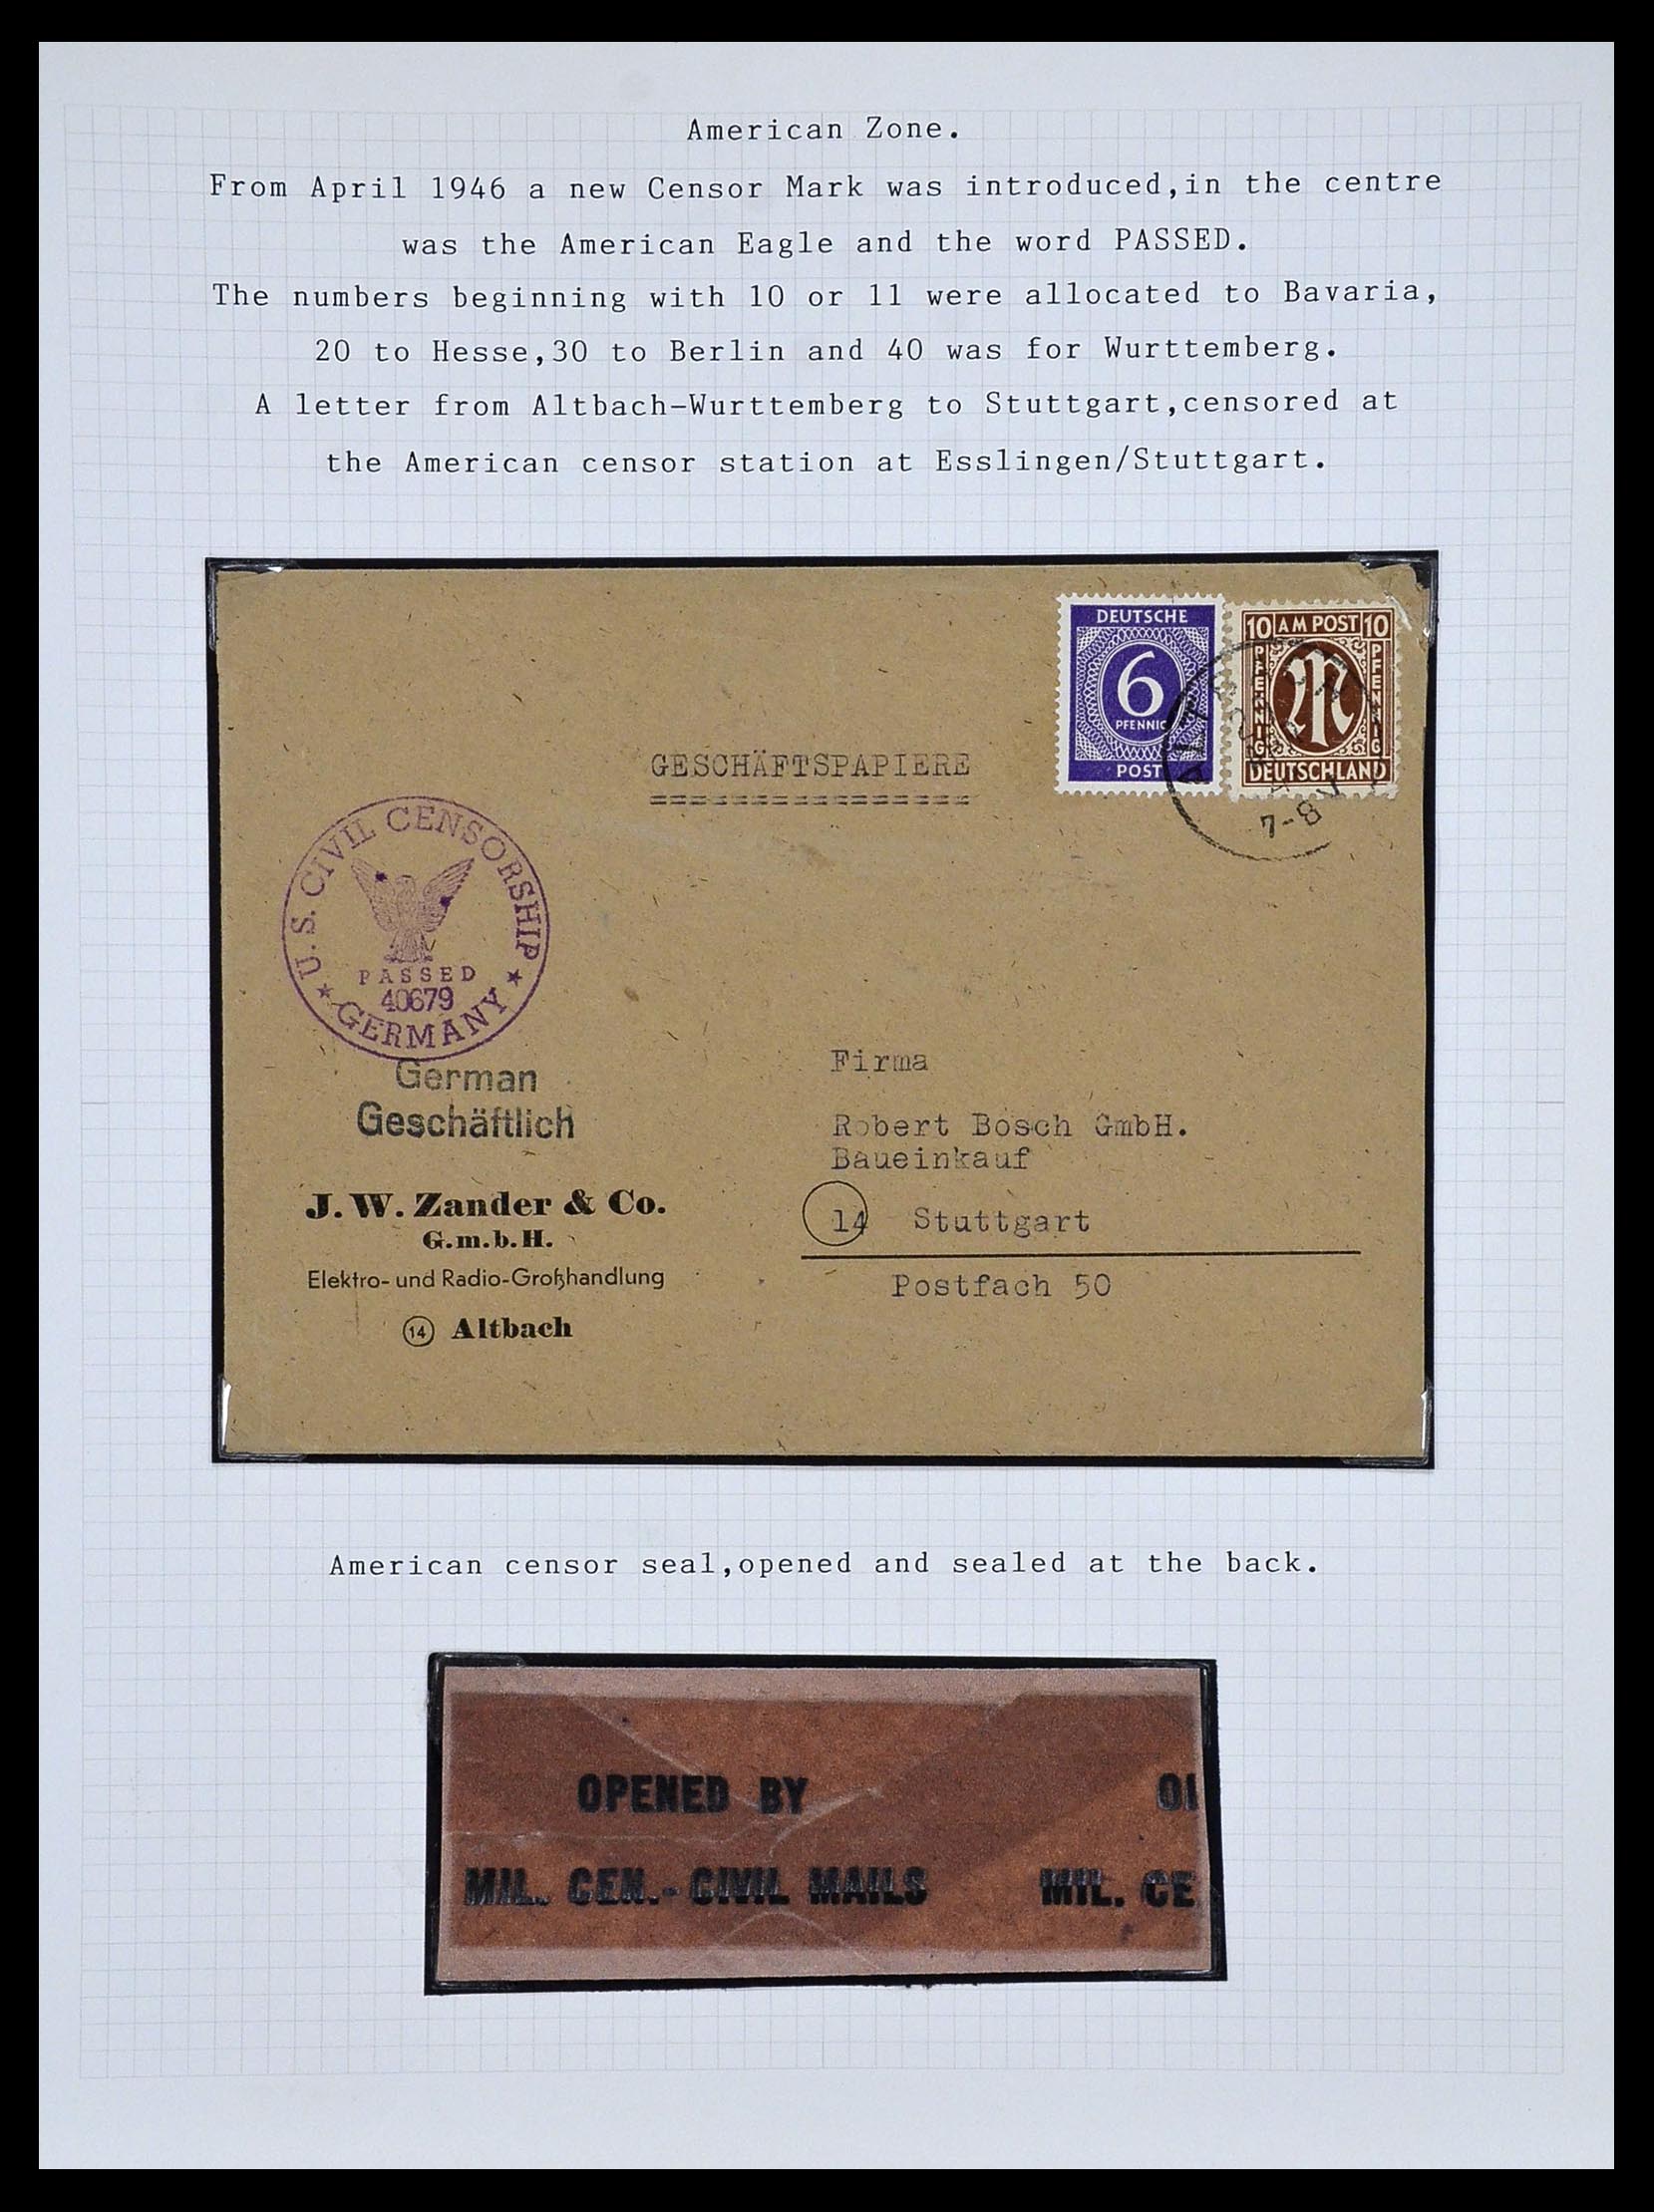 American Zone.
From April 1946 a new Censor Mark was introduced,in the centre
was the American Eagle and the word PASSED.
The numbers beginning with 10 or 11 were allocated to Bavaria,
20 to Hesse,30 to Berlin and 40 was for Wurttemberg.
A letter from Altbach-Wurttemberg to Stuttgart,censored at
the American censor station at Esslingen/Stuttgart.
DEUTSCHE
6
PFENNIG
POST
10 AM POST 10
PFENNIG
PFENNIG
M
DEUTSCHLAND
7-8V
GESCHÄFTSPAPIERE
================
U.S. CIVIL CENSORSHIP
PASSED
40679
★ GERMANY ★
German
Geschäftlich
Firma
Robert Bosch GmbH.
Baueinkauf
14 Stuttgart
Postfach 50
J. W. Zander & Co.
G.m.b.H.
Elektro- und Radio-Großhandlung
14 Altbach
American censor seal,opened and sealed at the back.
OPENED BY
MIL. CEN.- CIVIL MAILS MIL. CE